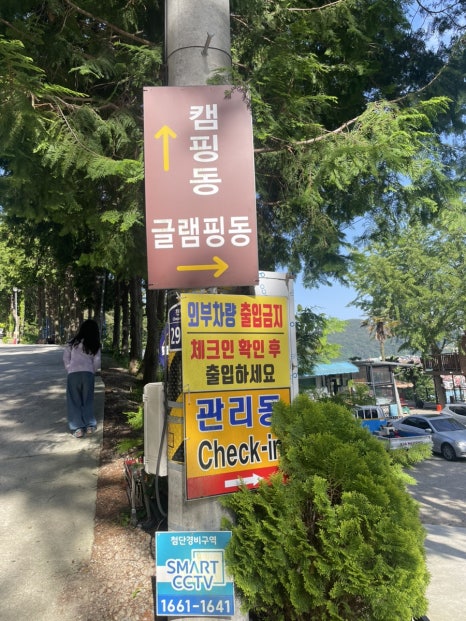 캠핑동
글램핑동
29
외부차량 출입금지
체크인 확인 후
출입하세요
관리동
Check-in
첨단경비구역
SMART
CCTV
1661-1641